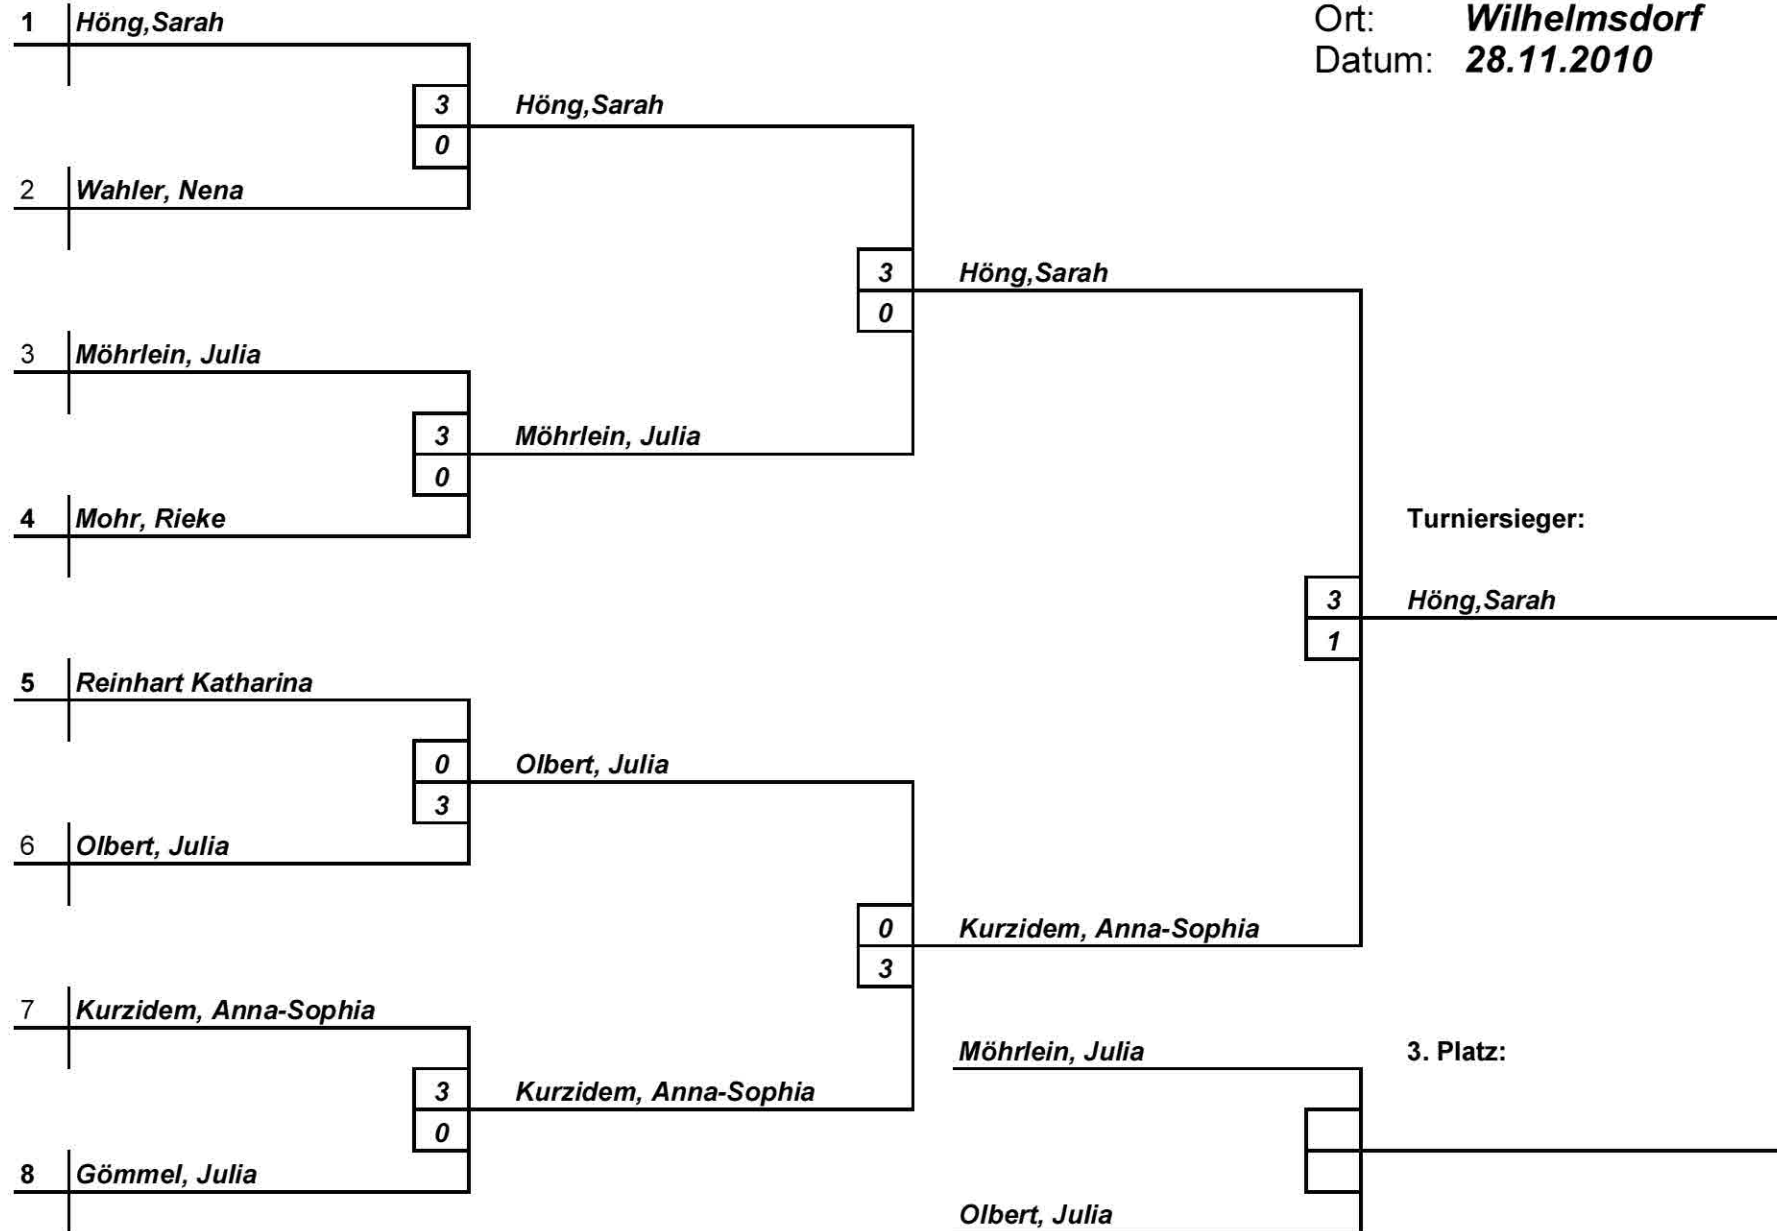 1 Höng,Sarah
Ort: Wilhelmsdorf
Datum: 28.11.2010
3 Höng,Sarah
0
2 Wahler, Nena
3 Höng,Sarah
0
3 Möhrlein, Julia
3 Möhrlein, Julia
0
4 Mohr, Rieke
Turniersieger:
3 Höng,Sarah
1
5 Reinhart Katharina
0 Olbert, Julia
3
6 Olbert, Julia
0 Kurzidem, Anna-Sophia
3
7 Kurzidem, Anna-Sophia
Möhrlein, Julia 3. Platz:
3 Kurzidem, Anna-Sophia
0
8 Gömmel, Julia
Olbert, Julia